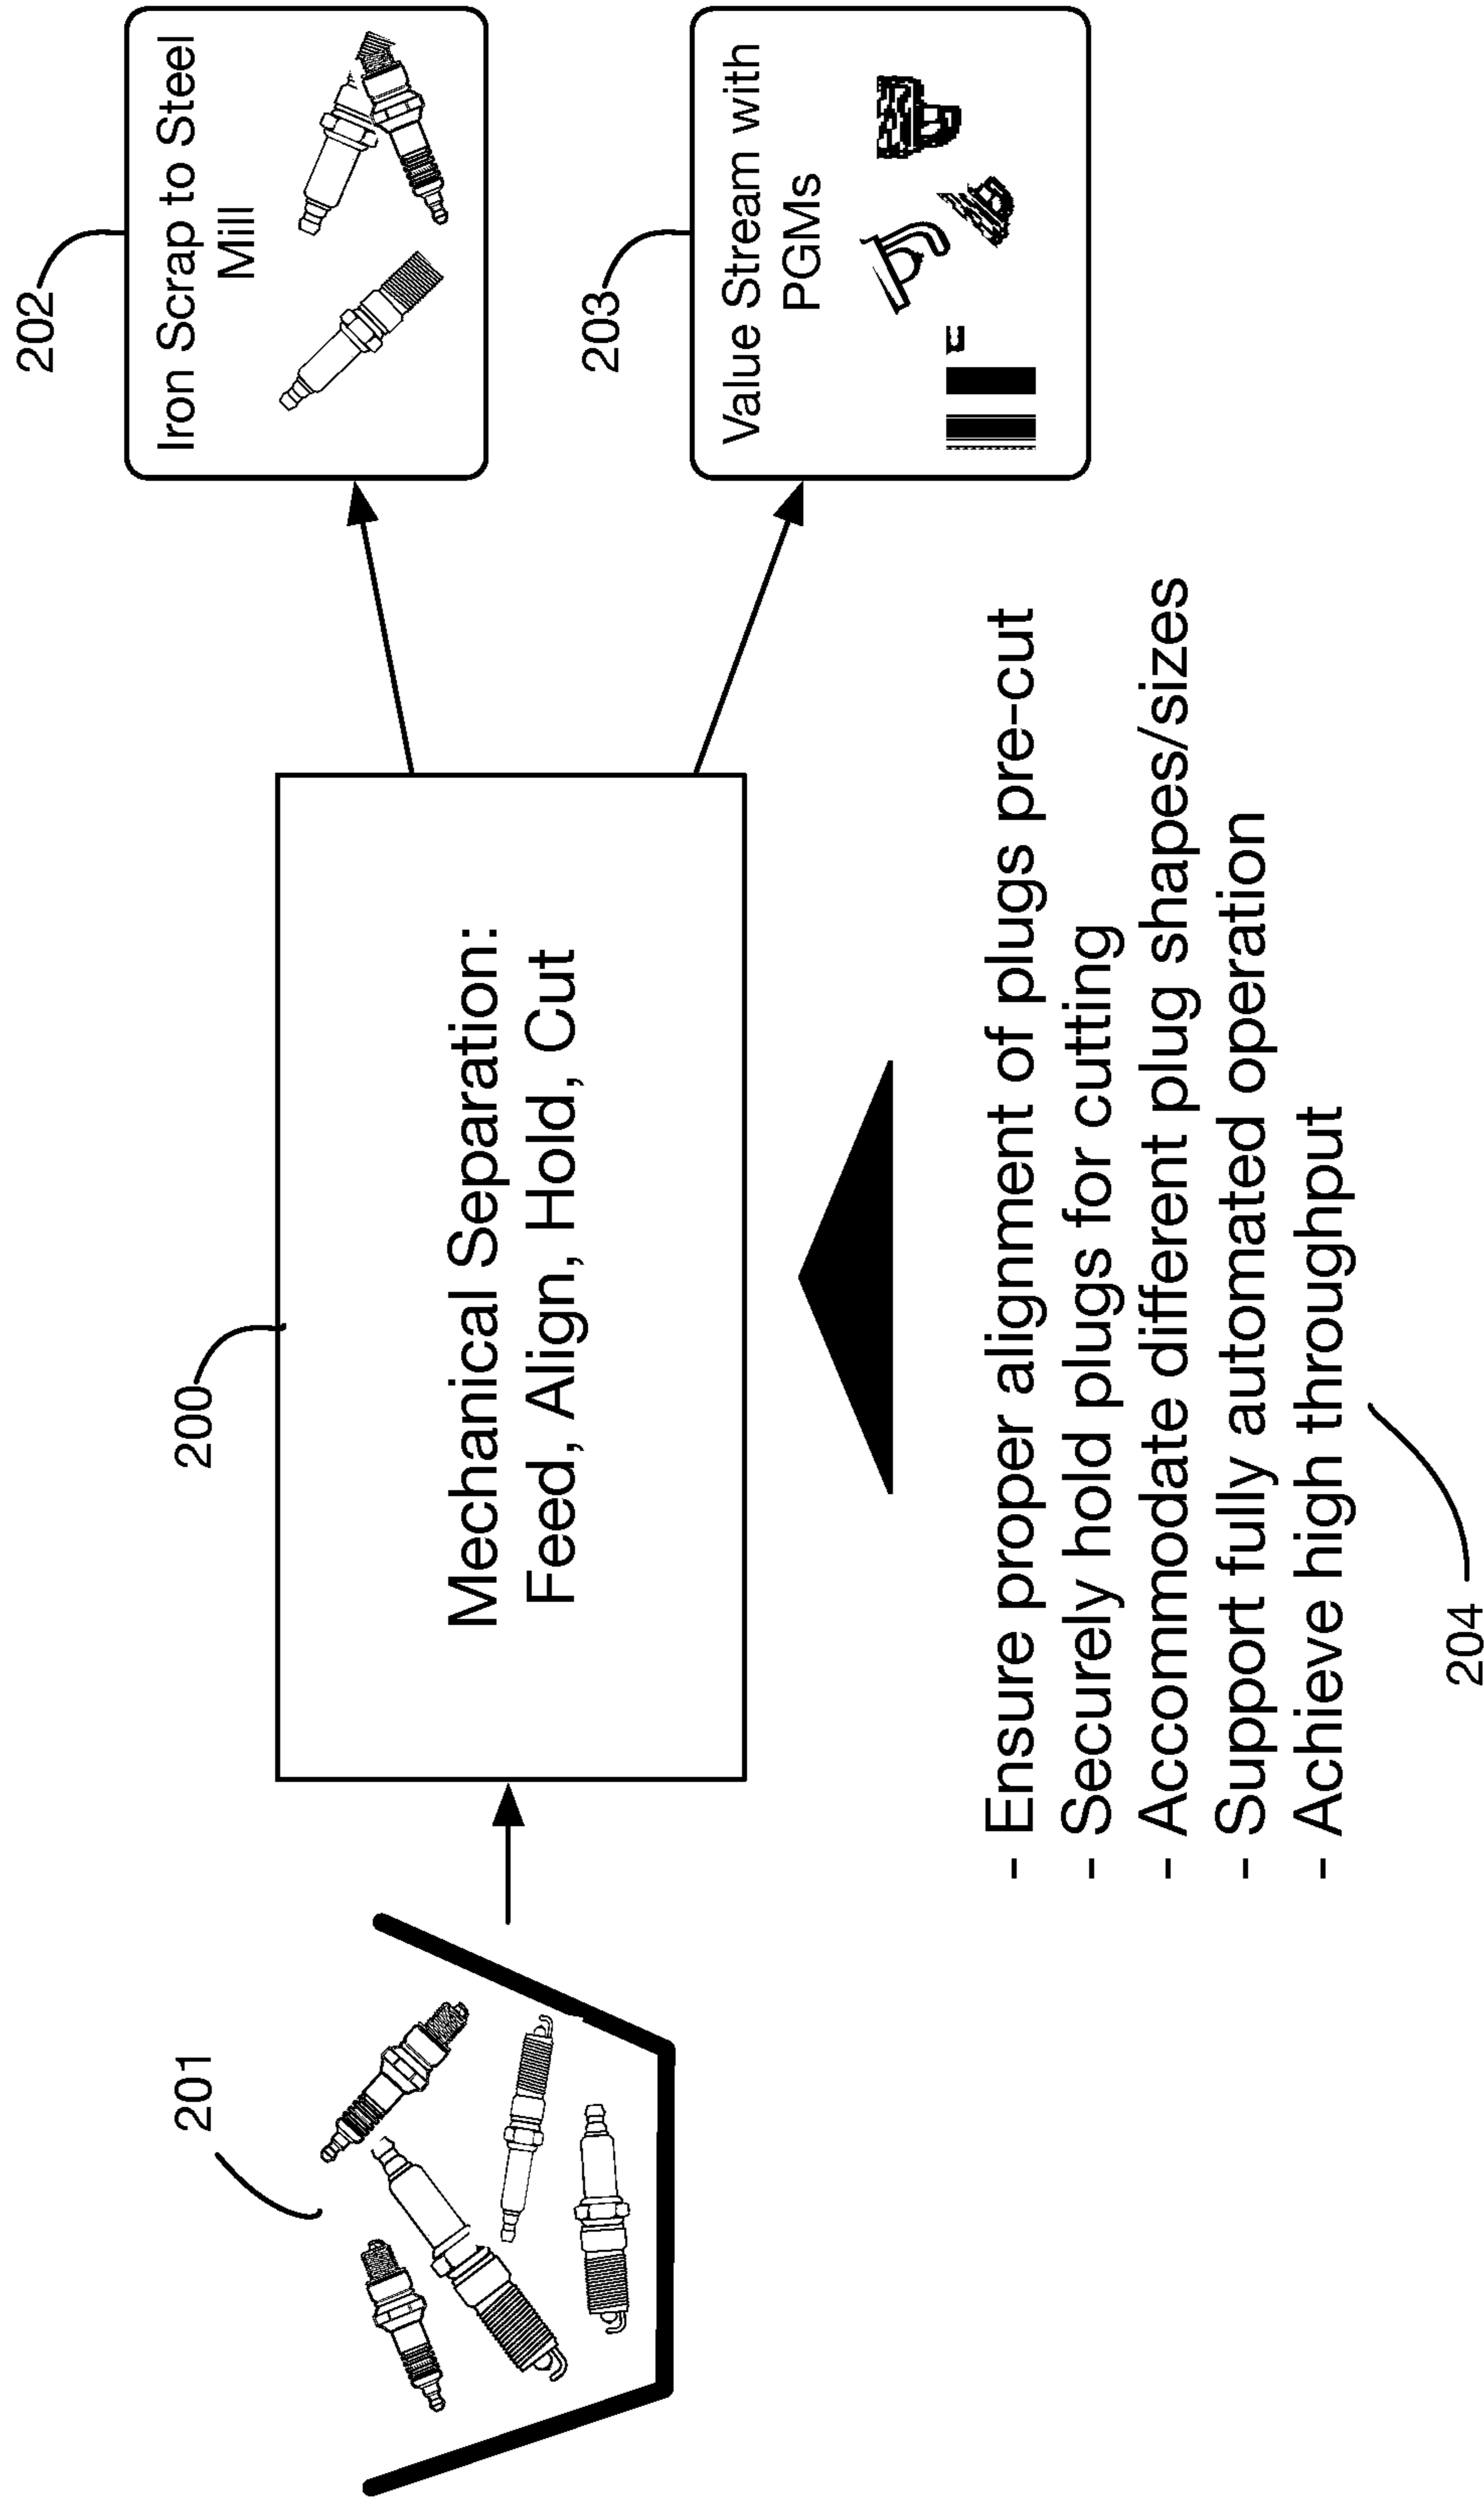 201
200
Mechanical Separation:
Feed, Align, Hold, Cut
202
Iron Scrap to Steel
Mill
203
Value Stream with
PGMs
- Ensure proper alignment of plugs pre-cut
- Securely hold plugs for cutting
- Accommodate different plug shapes/sizes
- Support fully automated operation
- Achieve high throughput
204